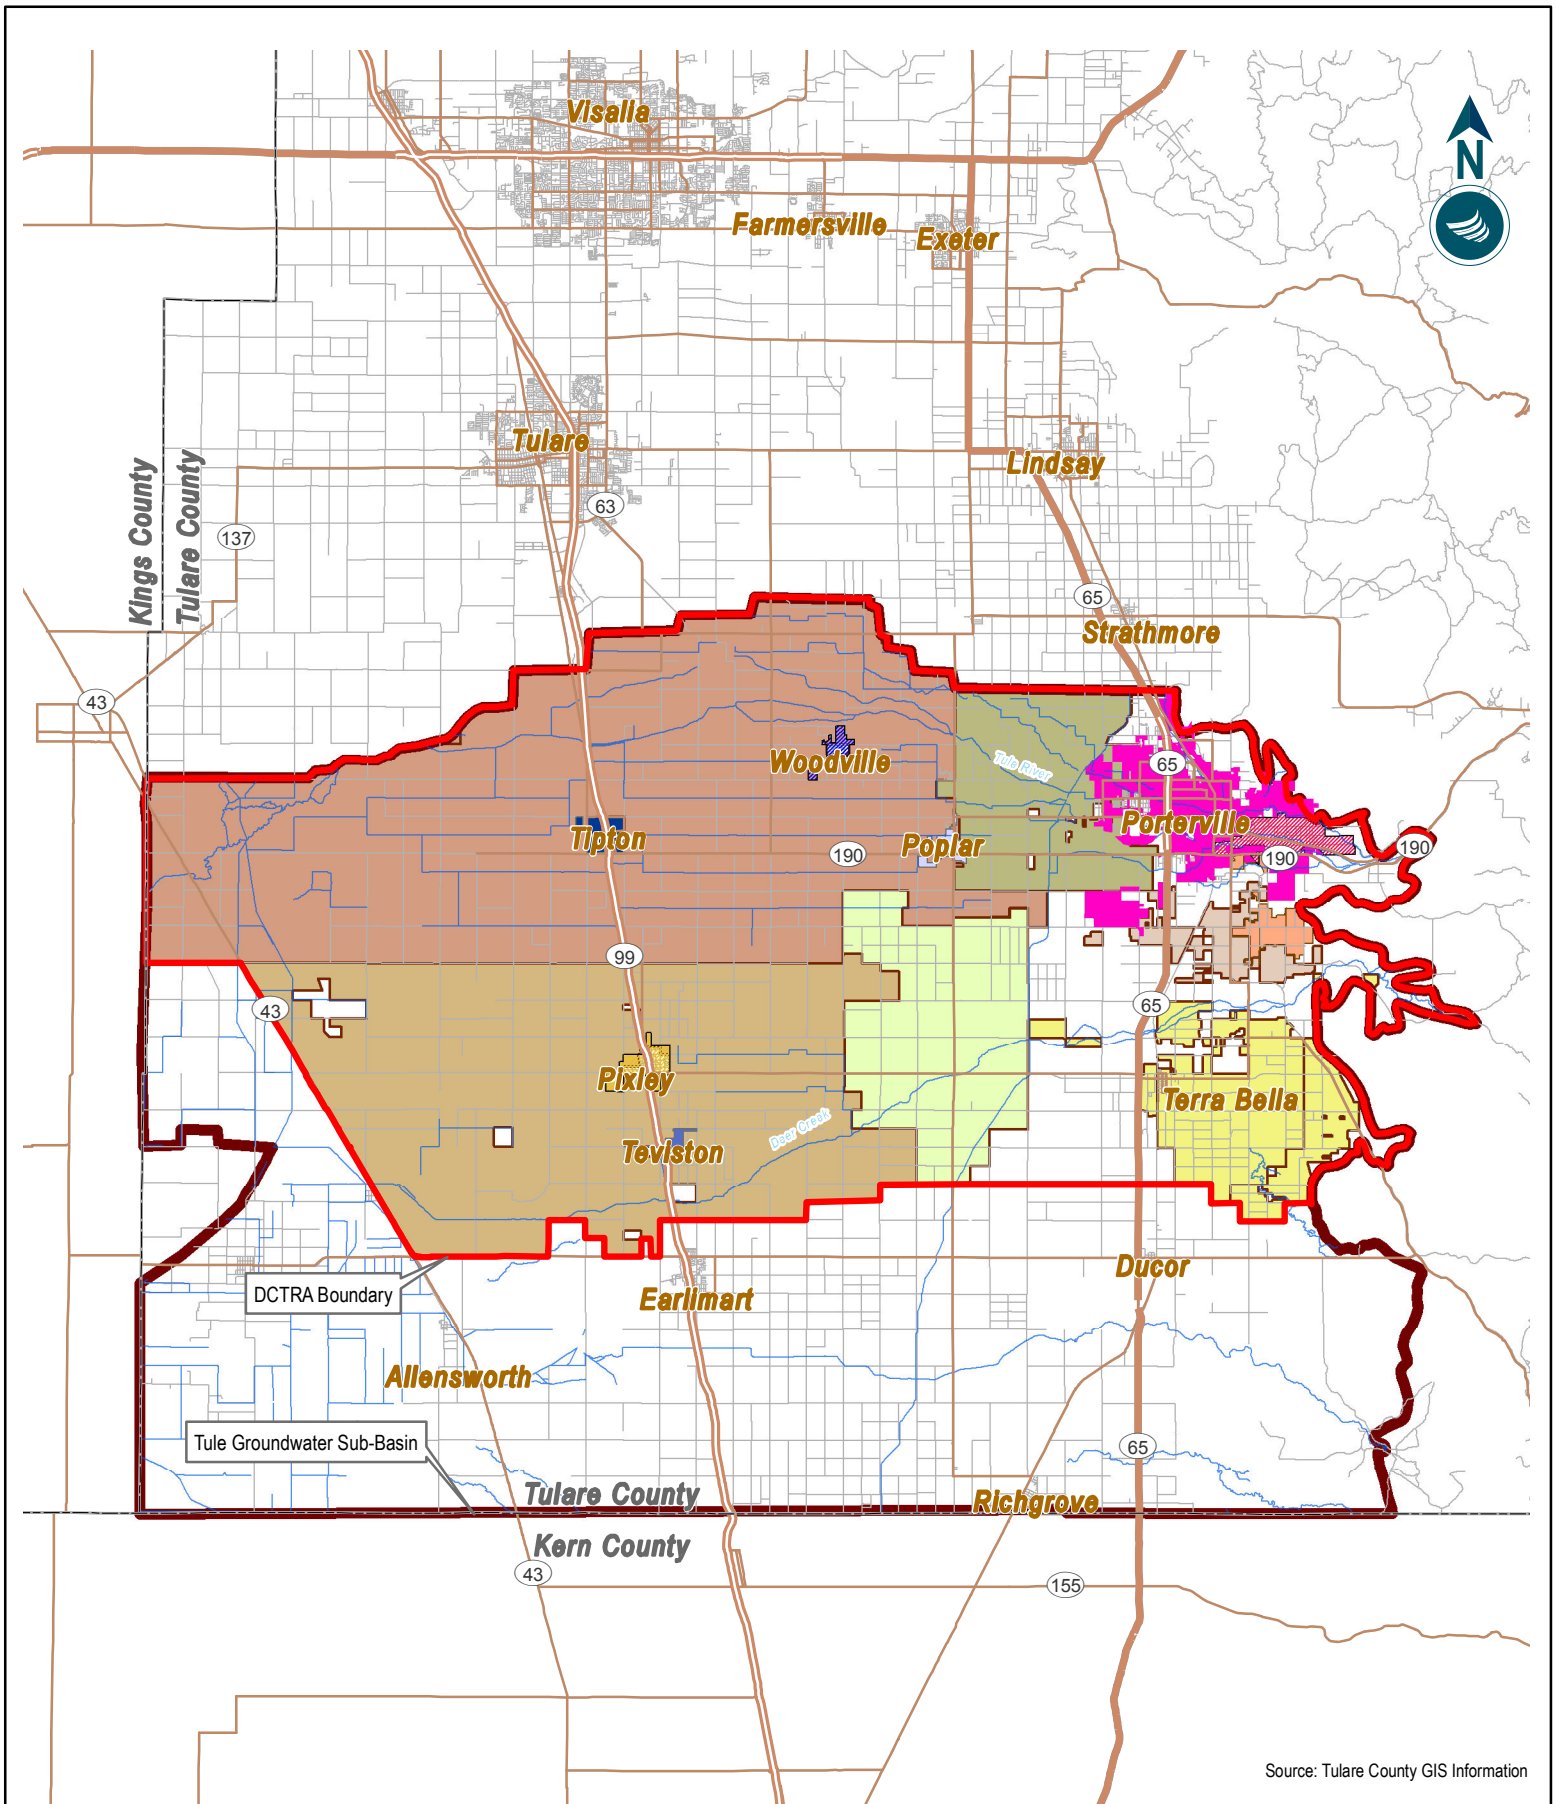 Visalia
N
Farmersville
Exeter
Tulare
Lindsay
Kings County
Tulare County
63
137
65
Strathmore
43
Woodville
Tule River
65
Tipton
Porterville
190
Poplar
190
190
99
43
65
Pixley
Terra Bella
Deer Creek
Teviston
Ducor
DCTRA Boundary
Earlimart
Allensworth
Tule Groundwater Sub-Basin
65
Tulare County
Richgrove
Kern County
43
155
Source: Tulare County GIS Information